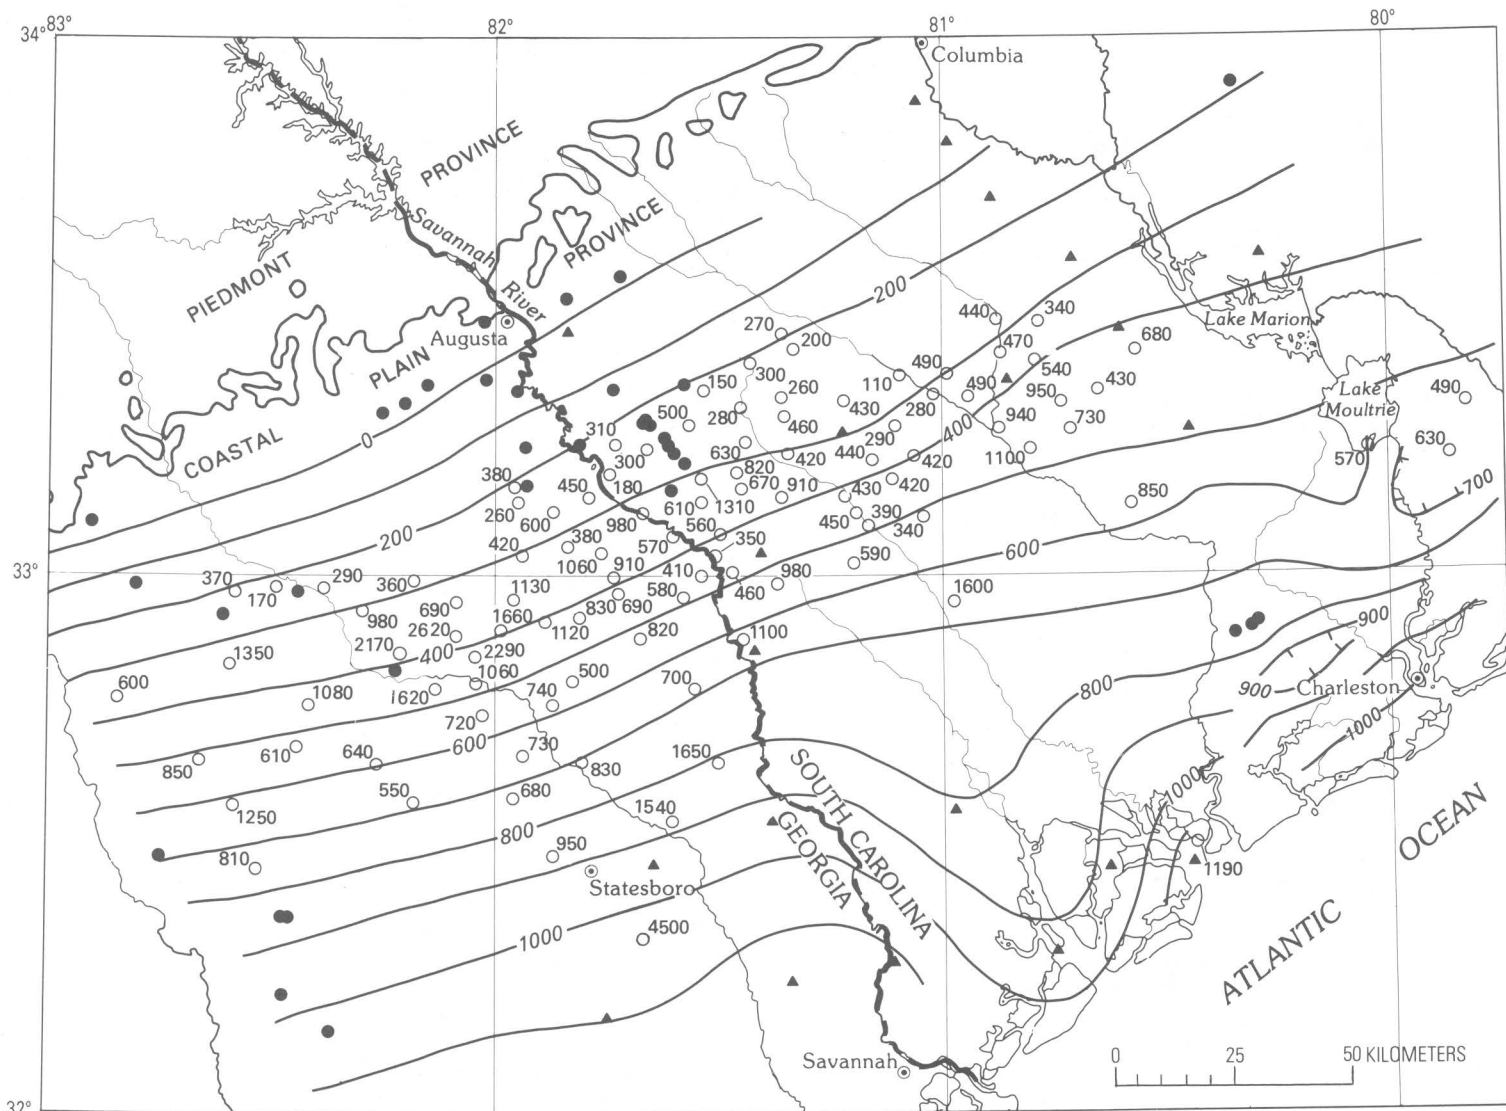 34° 83° 82° 81° 80°
Columbia
PROVINCE
PROVINCE
Savannah
River
PIEDMONT
200
440 340
Lake Marion
270
200
680
Augusta
470
PLAIN
300
490
540
Lake
Moultrie
150 260 110 490 950 430 490
0
500 280 430 280 940 730
COASTAL
310 460 290 400
630 420 440 420 1100 570 630
300
380 820
450 180 670 910 430 420 700
260 610 1310 850
600 980 560 450 390
200 340
420 380 570 350 600
590
370 290 360 1130 1060 910 410 980
170 580 460 1600
690 830 690
980 1660
2620 1120 820 1100 900
2170
400 2290
1350
1060 500 700 800 900 Charleston
600 1080 1620 740
720 1000
600 730
610 640 1650
850 830
SOUTH CAROLINA
GEORGIA
1000
550 680
1250 1540
800
OCEAN
810 950
1190
Statesboro
4500
1000
ATLANTIC
Savannah
0 25 50 KILOMETERS
33°
32°